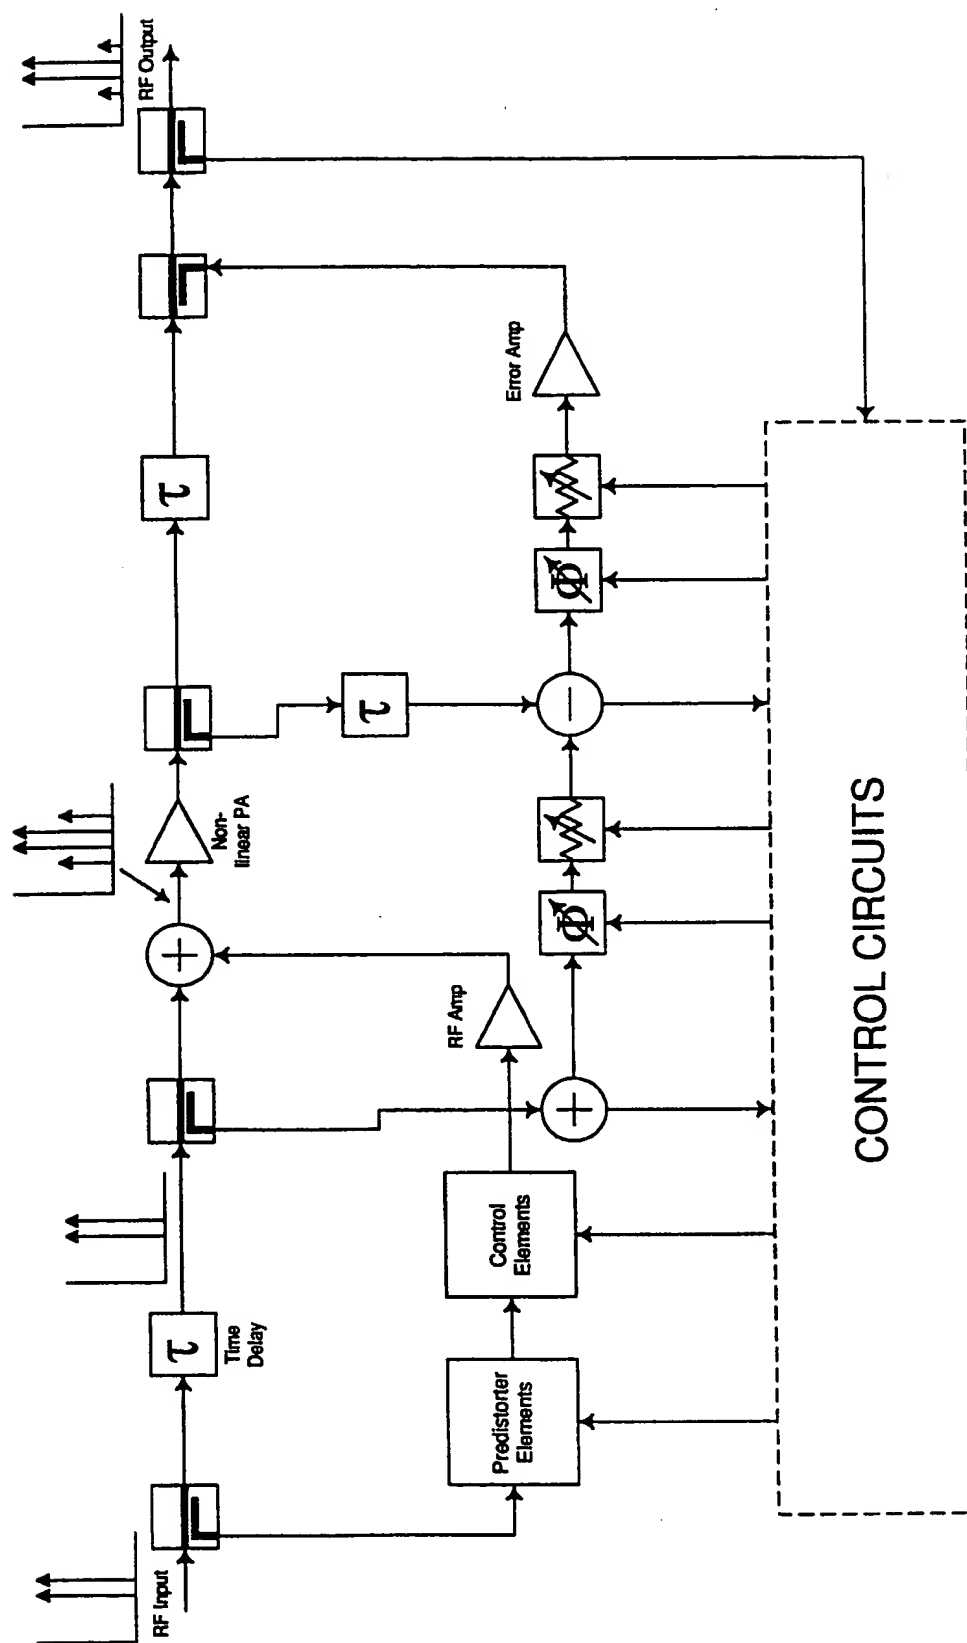 RF Input
τ
Time
Delay
Predistorter
Elements
Control
Elements
+
RF Amp
+
Non-
linear PA
Φ
τ
−
Φ
τ
Error Amp
RF Output
CONTROL CIRCUITS